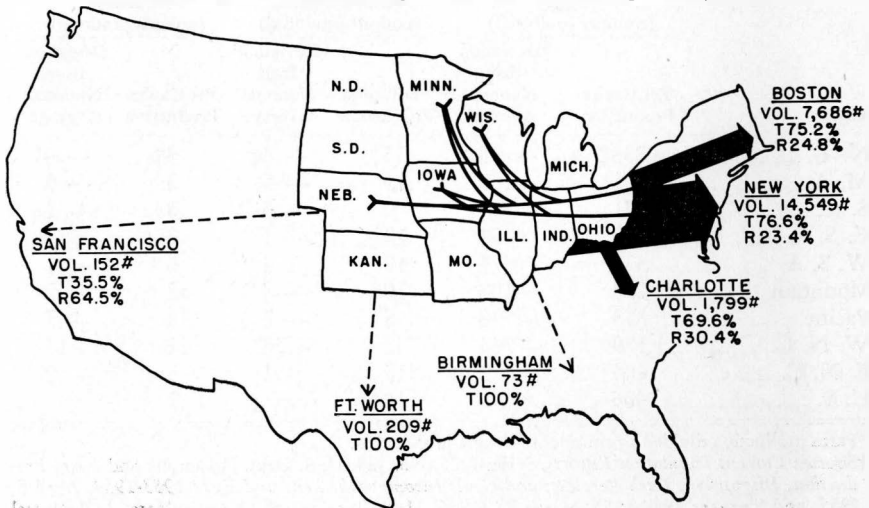 N.D.
MINN.
S.D.
WIS.
MICH.
IOWA
NEB.
ILL.
IND.
OHIO
KAN.
MO.
BOSTON
VOL. 7,686#
T75.2%
R24.8%
NEW YORK
VOL. 14,549#
T76.6%
R23.4%
SAN FRANCISCO
VOL. 152#
T35.5%
R64.5%
CHARLOTTE
VOL. 1,799#
T69.6%
R30.4%
BIRMINGHAM
VOL. 73#
T100%
FT. WORTH
VOL. 209#
T100%